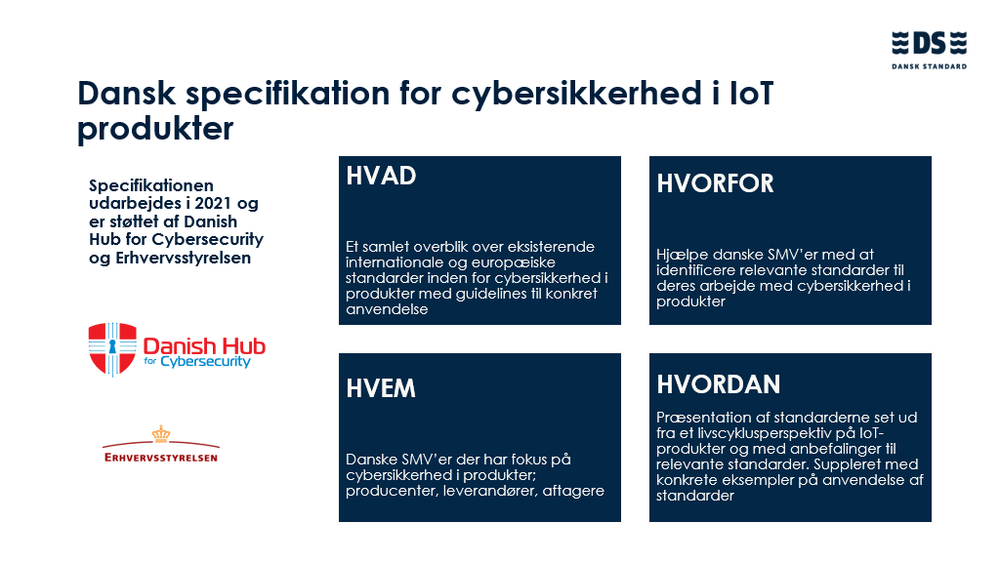 DS
DANSK STANDARD
Dansk specifikation for cybersikkerhed i IoT
produkter
Specifikationen
udarbejdes i 2021 og
er støttet af Danish
Hub for Cybersecurity
og Erhvervsstyrelsen
Danish Hub
for Cybersecurity
ERHVERVSSTYRELSEN
HVAD
Et samlet overblik over eksisterende
internationale og europæiske
standarder inden for cybersikkerhed i
produkter med guidelines til konkret
anvendelse
HVORFOR
Hjælpe danske SMV'er med at
identificere relevante standarder til
deres arbejde med cybersikkerhed i
produkter
HVEM
Danske SMV'er der har fokus på
cybersikkerhed i produkter;
producenter, leverandører, aftagere
HVORDAN
Præsentation af standarderne set ud
fra et livscyklusperspektiv på IoT-
produkter og med anbefalinger til
relevante standarder. Suppleret med
konkrete eksempler på anvendelse af
standarder